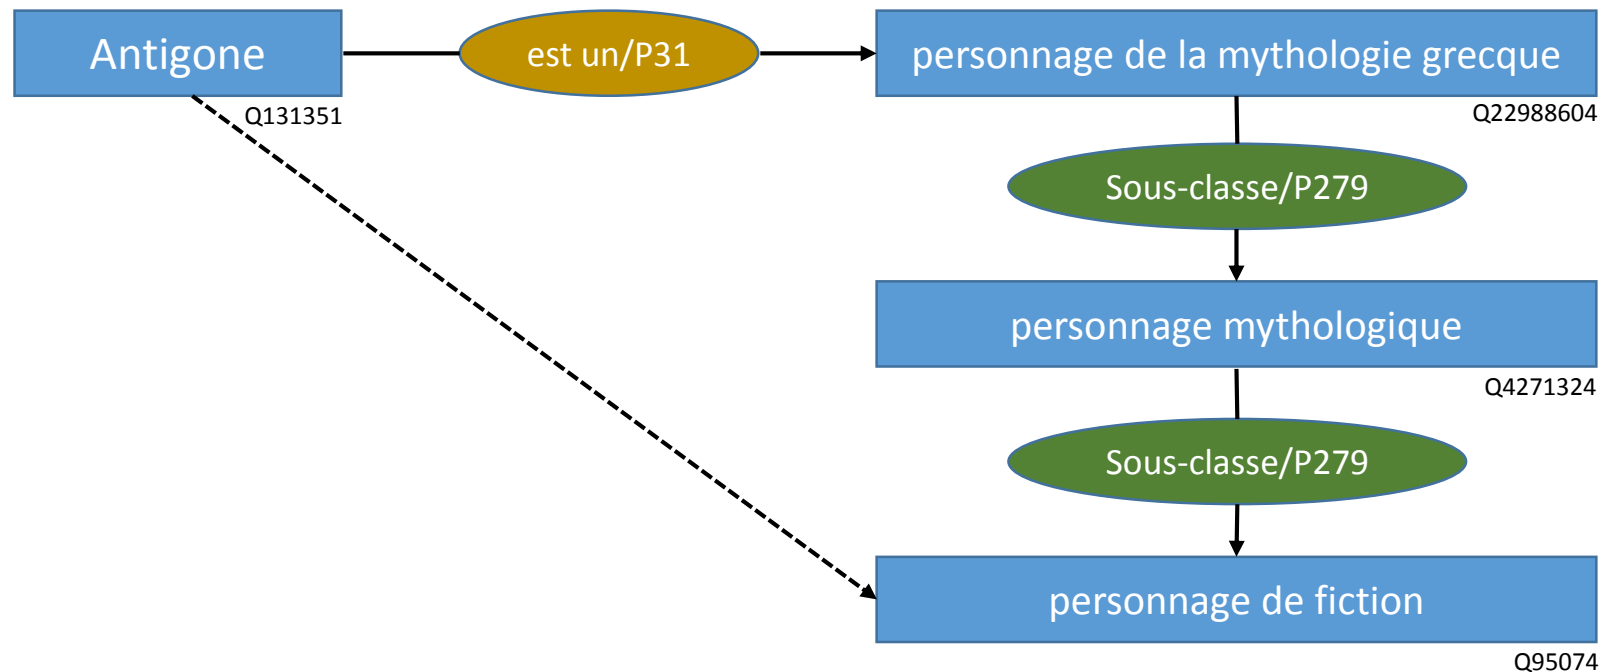 Antigone
est un/P31
personnage de la mythologie grecque
Q131351
Q22988604
Sous-classe/P279
personnage mythologique
Q4271324
Sous-classe/P279
personnage de fiction
Q95074